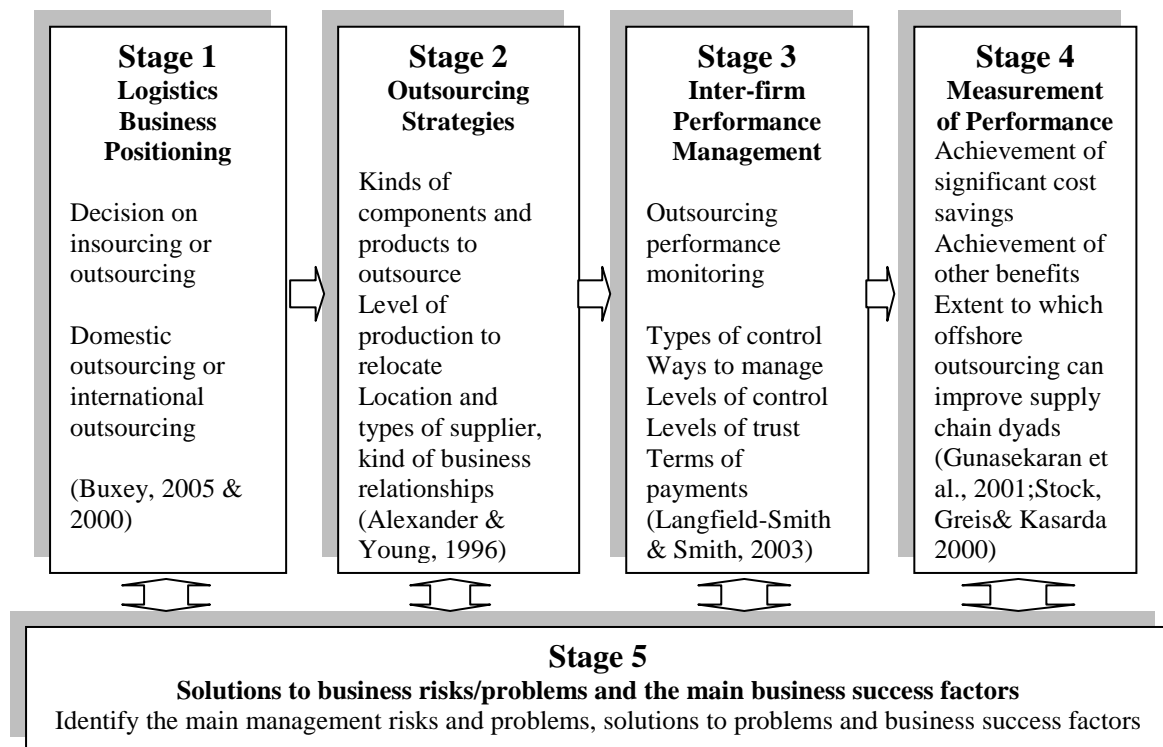 Stage 1
Logistics
Business
Positioning
Decision on
insourcing or
outsourcing
Domestic
outsourcing or
international
outsourcing
(Buxey, 2005 &
2000)
Stage 2
Outsourcing
Strategies
Kinds of
components and
products to
outsource
Level of
production to
relocate
Location and
types of supplier,
kind of business
relationships
(Alexander &
Young, 1996)
Stage 3
Inter-firm
Performance
Management
Outsourcing
performance
monitoring
Types of control
Ways to manage
Levels of control
Levels of trust
Terms of
payments
(Langfield-Smith
& Smith, 2003)
Stage 4
Measurement
of Performance
Achievement of
significant cost
savings
Achievement of
other benefits
Extent to which
offshore
outsourcing can
improve supply
chain dyads
(Gunasekaran et
al., 2001;Stock,
Greis& Kasarda
2000)
Stage 5
Solutions to business risks/problems and the main business success factors
Identify the main management risks and problems, solutions to problems and business success factors